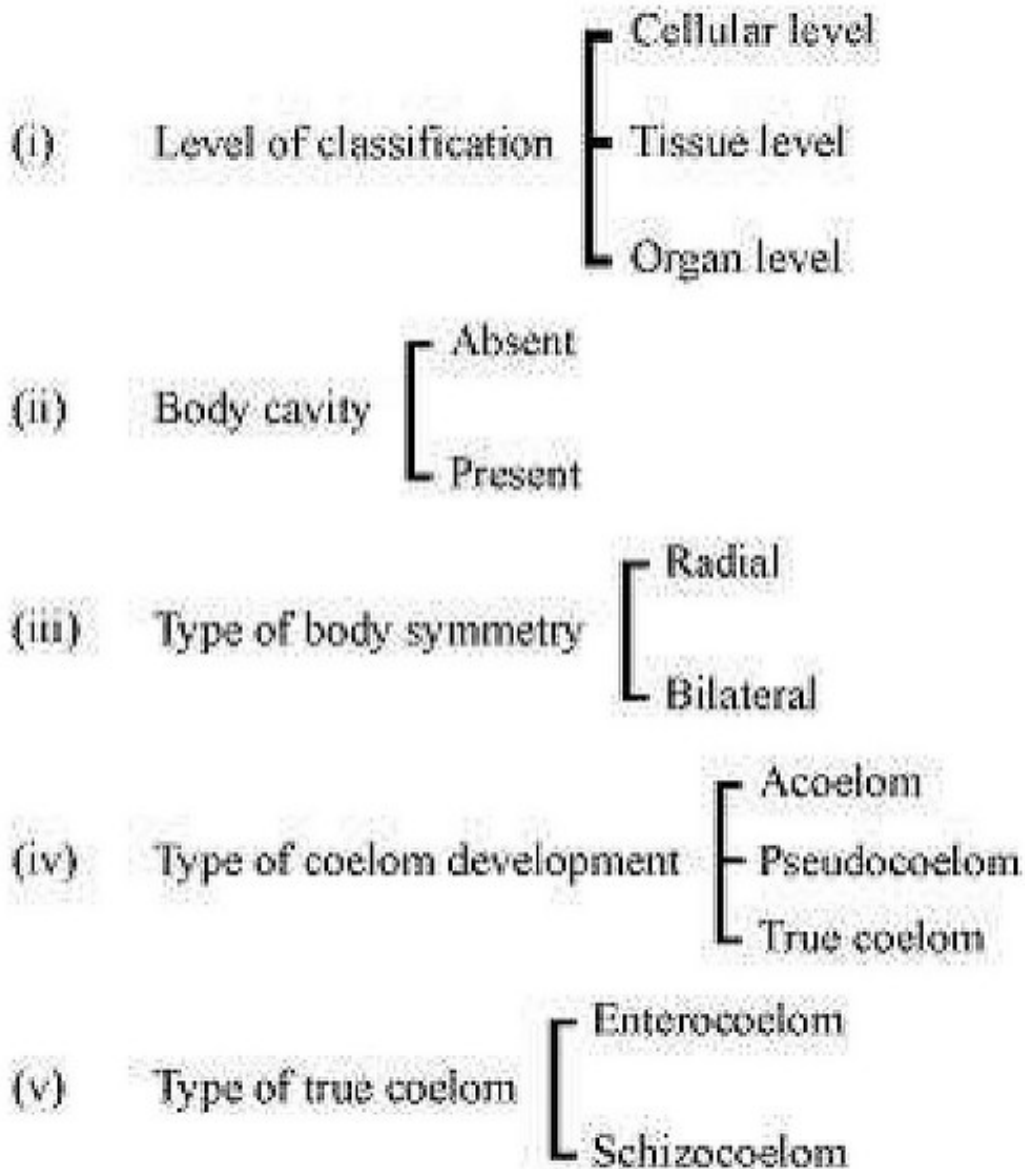 Cellular level
(i) Level of classification Tissue level
Organ level
Absent
(ii) Body cavity
Present
Radial
(iii) Type of body symmetry
Bilateral
Acoelom
(iv) Type of coelom development Pseudocoelom
True coelom
Enterocoelom
(v) Type of true coelom
Schizocoelom